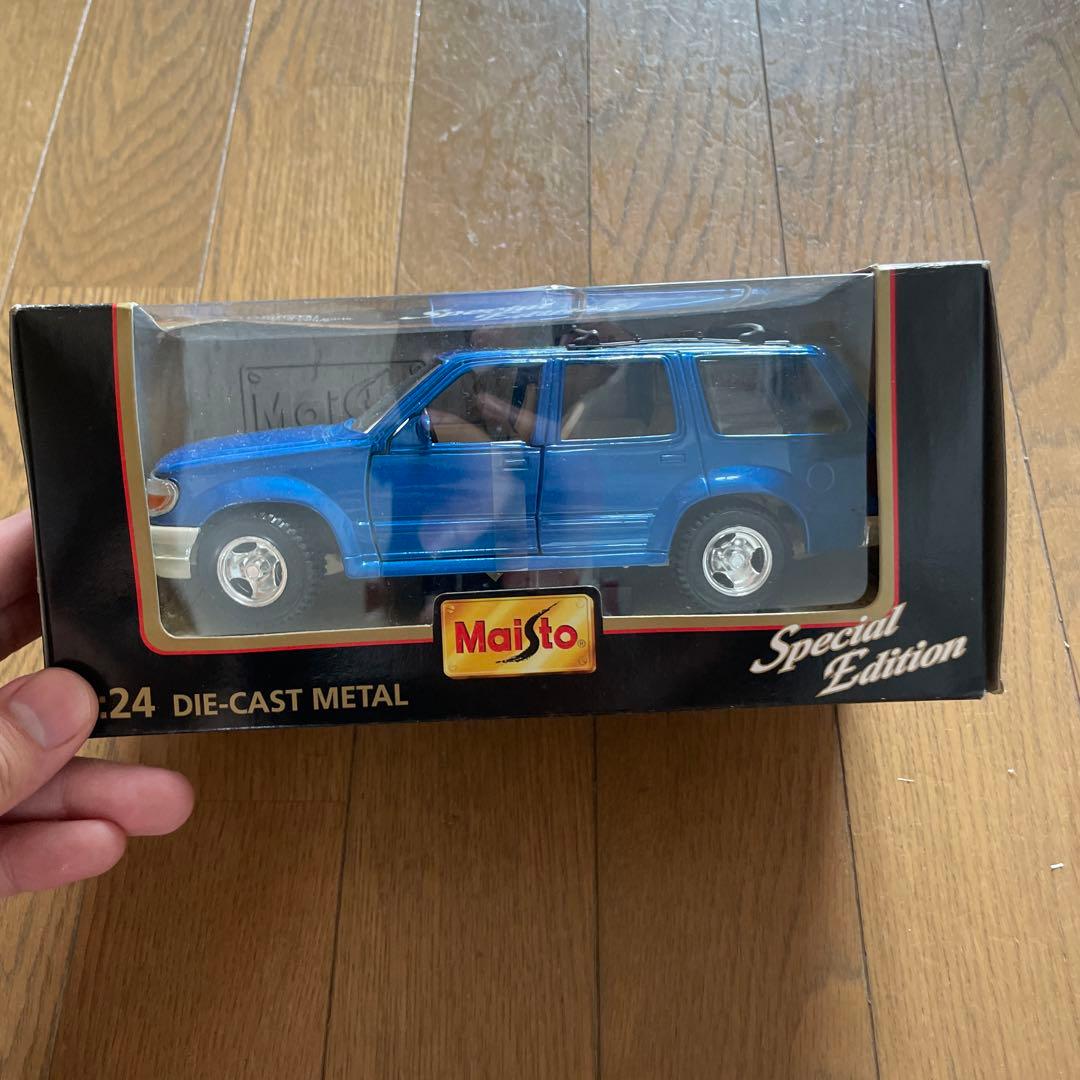 Maisto
Special
Edition
:24 DIE-CAST METAL